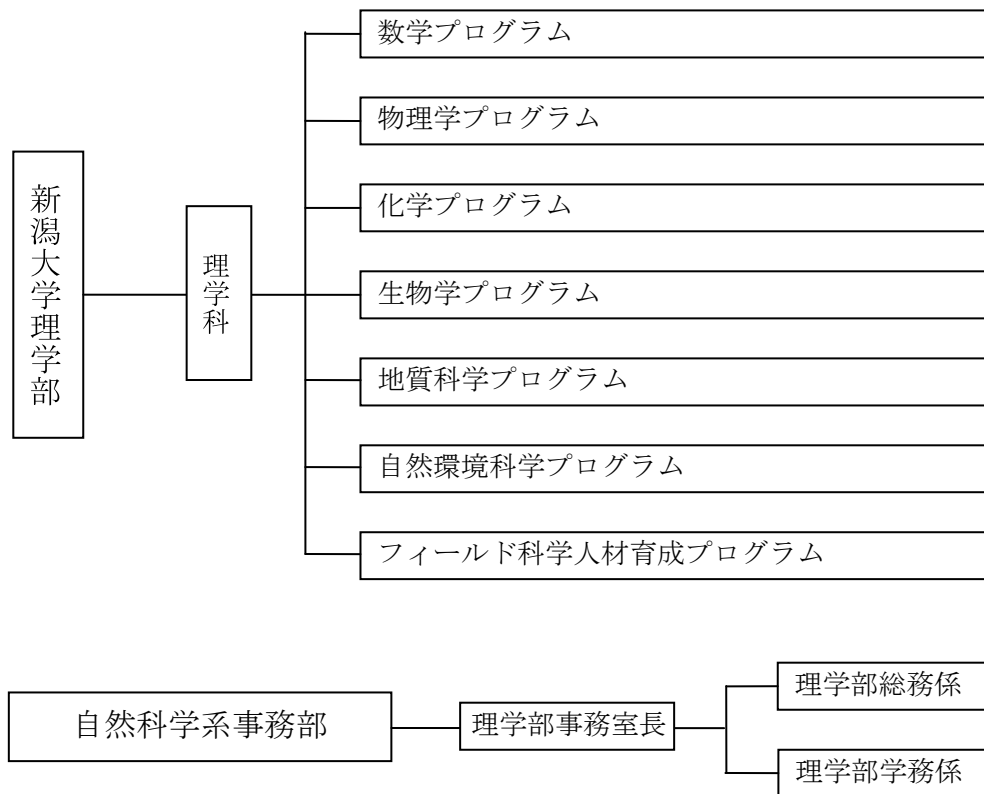 新潟大学理学部
理学科
数学プログラム
物理学プログラム
化学プログラム
生物学プログラム
地質科学プログラム
自然環境科学プログラム
フィールド科学人材育成プログラム
自然科学系事務部
理学部事務室長
理学部総務係
理学部学務係